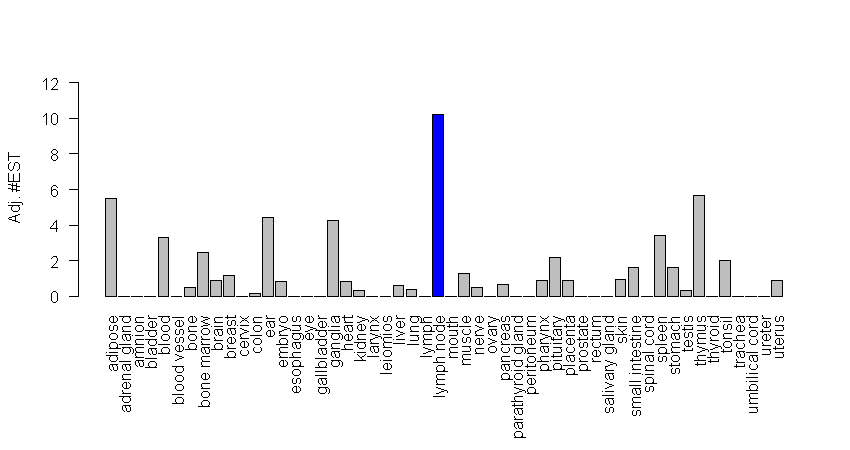 Adj. #EST
12
10
8
6
4
2
0
adipose
adrenal gland
amnion
bladder
blood
blood vessel
bone
bone marrow
brain
breast
cervix
colon
ear
embryo
esophagus
eye
gallbladder
ganglia
heart
kidney
larynx
leiomios
liver
lung
lymph
lymph node
mouth
muscle
nerve
ovary
pancreas
parathyroid gland
peritoneum
pharynx
pituitary
placenta
prostate
rectum
salivary gland
skin
small intestine
spinal cord
spleen
stomach
testis
thymus
thyroid
tonsil
trachea
umbilical cord
ureter
uterus